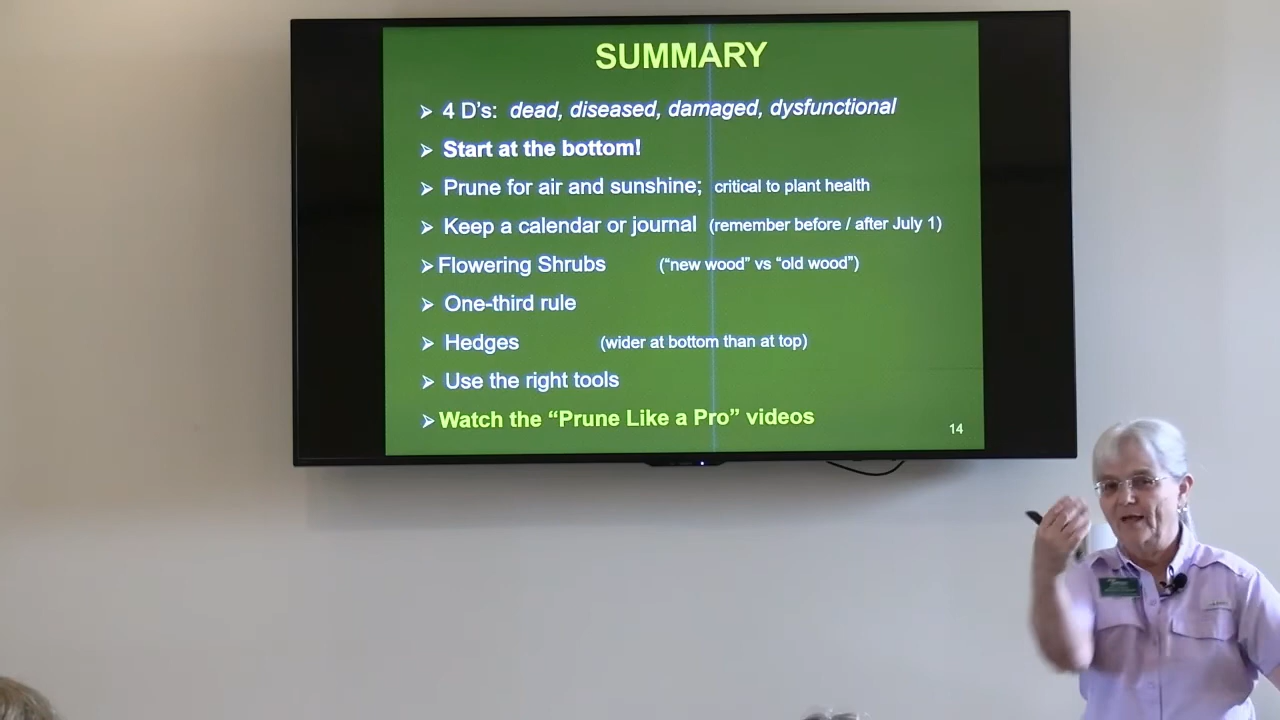 SUMMARY
➢ 4 D's: dead, diseased, damaged, dysfunctional
➢ Start at the bottom!
➢ Prune for air and sunshine; critical to plant health
➢ Keep a calendar or journal (remember before / after July 1)
➢ Flowering Shrubs (“new wood” vs “old wood”)
➢ One-third rule
➢ Hedges (wider at bottom than at top)
➢ Use the right tools
➢ Watch the “Prune Like a Pro” videos
14